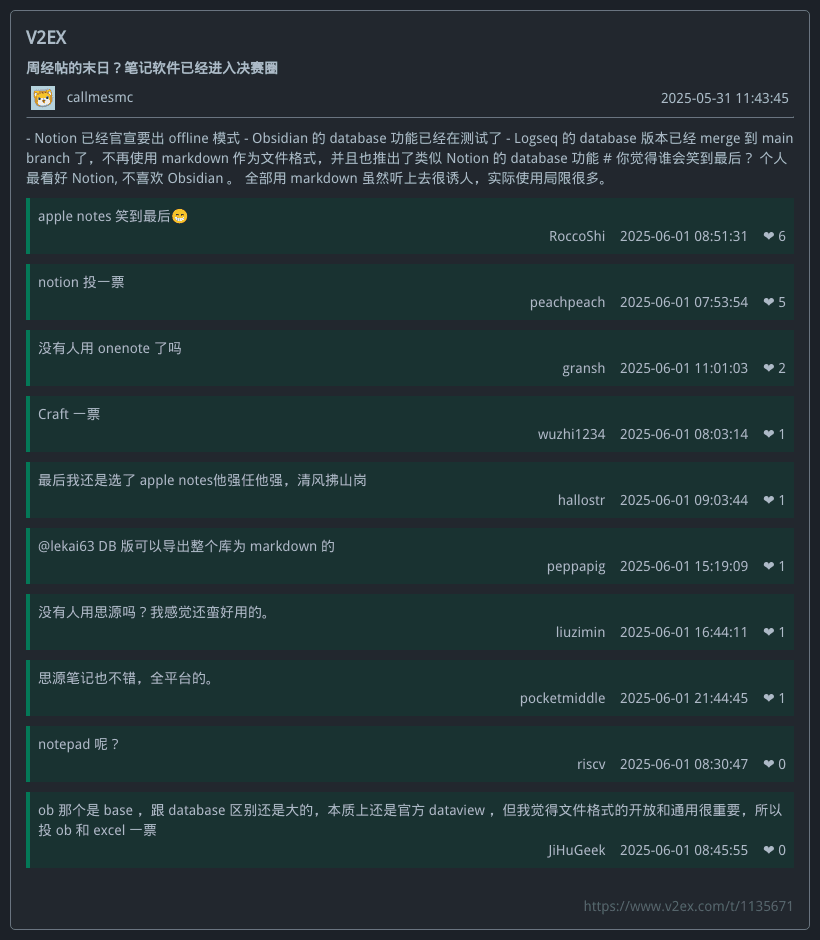 V2EX
周经帖的末日？笔记软件已经进入决赛圈
callmesmc
2025-05-31 11:43:45
- Notion 已经官宣要出 offline 模式 - Obsidian 的 database 功能已经在测试了 - Logseq 的 database 版本已经 merge 到 main
branch 了，不再使用 markdown 作为文件格式，并且也推出了类似 Notion 的 database 功能 # 你觉得谁会笑到最后？ 个人
最看好 Notion, 不喜欢 Obsidian 。 全部用 markdown 虽然听上去很诱人，实际使用局限很多。
apple notes 笑到最后😁
RoccoShi 2025-06-01 08:51:31 ❤ 6
notion 投一票
peachpeach 2025-06-01 07:53:54 ❤ 5
没有人用 onenote 了吗
gransh 2025-06-01 11:01:03 ❤ 2
Craft 一票
wuzhi1234 2025-06-01 08:03:14 ❤ 1
最后我还是选了 apple notes他强任他强，清风拂山岗
hallostr 2025-06-01 09:03:44 ❤ 1
@lekai63 DB 版可以导出整个库为 markdown 的
peppapig 2025-06-01 15:19:09 ❤ 1
没有人用思源吗？我感觉还蛮好用的。
liuzimin 2025-06-01 16:44:11 ❤ 1
思源笔记也不错，全平台的。
pocketmiddle 2025-06-01 21:44:45 ❤ 1
notepad 呢？
riscv 2025-06-01 08:30:47 ❤ 0
ob 那个是 base ，跟 database 区别还是大的，本质上还是官方 dataview ，但我觉得文件格式的开放和通用很重要，所以
投 ob 和 excel 一票
JiHuGeek 2025-06-01 08:45:55 ❤ 0
https://www.v2ex.com/t/1135671